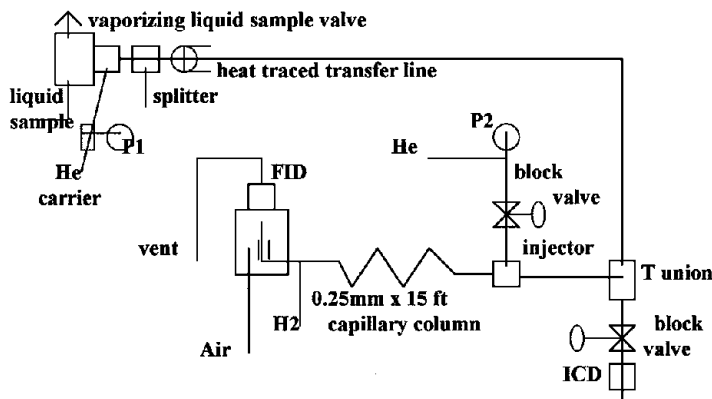 vaporizing liquid sample valve
heat traced transfer line
liquid
sample
splitter
P1
He
carrier
P2
He
block
valve
FID
vent
injector
T union
0.25mm x 15 ft
capillary column
H2
Air
block
valve
ICD